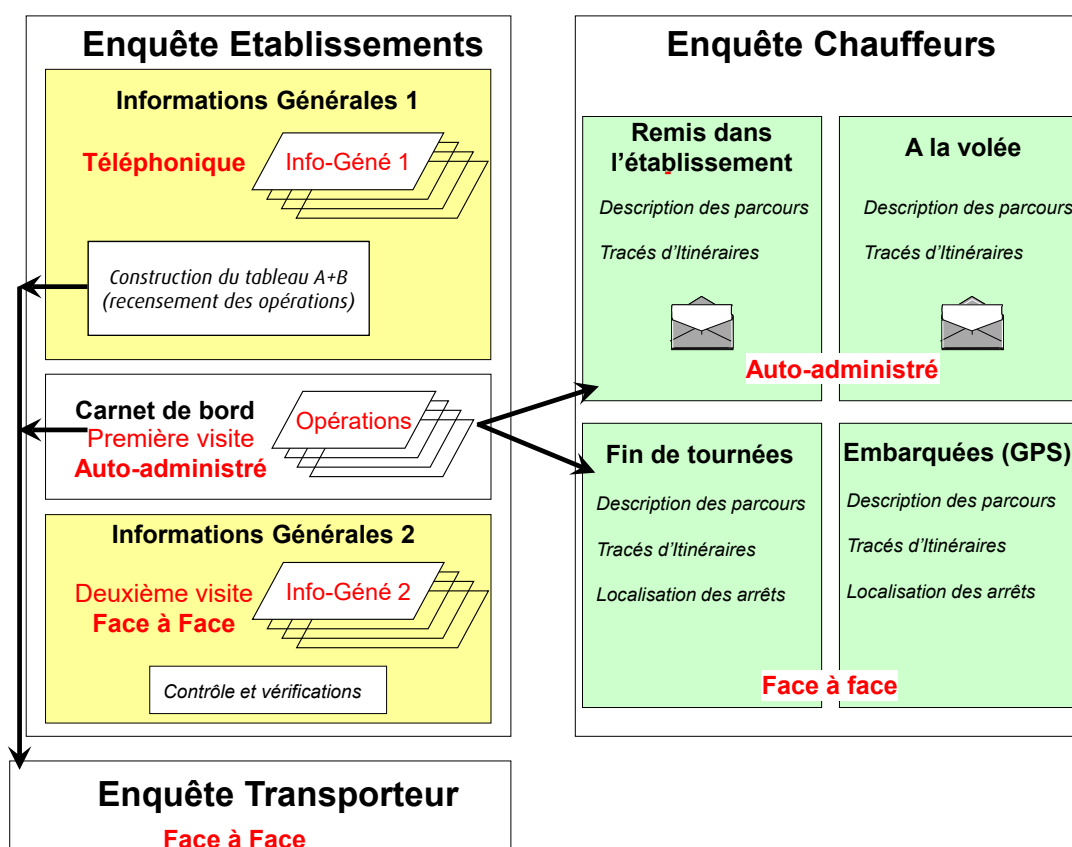 Enquête Etablissements
Informations Générales 1
Téléphonique
Info-Géné 1
Construction du tableau A+B
(recensement des opérations)
Carnet de bord
Première visite
Auto-administré
Opérations
Informations Générales 2
Deuxième visite
Face à Face
Info-Géné 2
Contrôle et vérifications
Enquête Chauffeurs
Remis dans
l'établissement
Description des parcours
Tracés d'Itinéraires
A la volée
Description des parcours
Tracés d'Itinéraires
Auto-administré
Fin de tournées
Description des parcours
Tracés d'Itinéraires
Localisation des arrêts
Embarquées (GPS)
Description des parcours
Tracés d'Itinéraires
Localisation des arrêts
Face à face
Enquête Transporteur
Face à Face